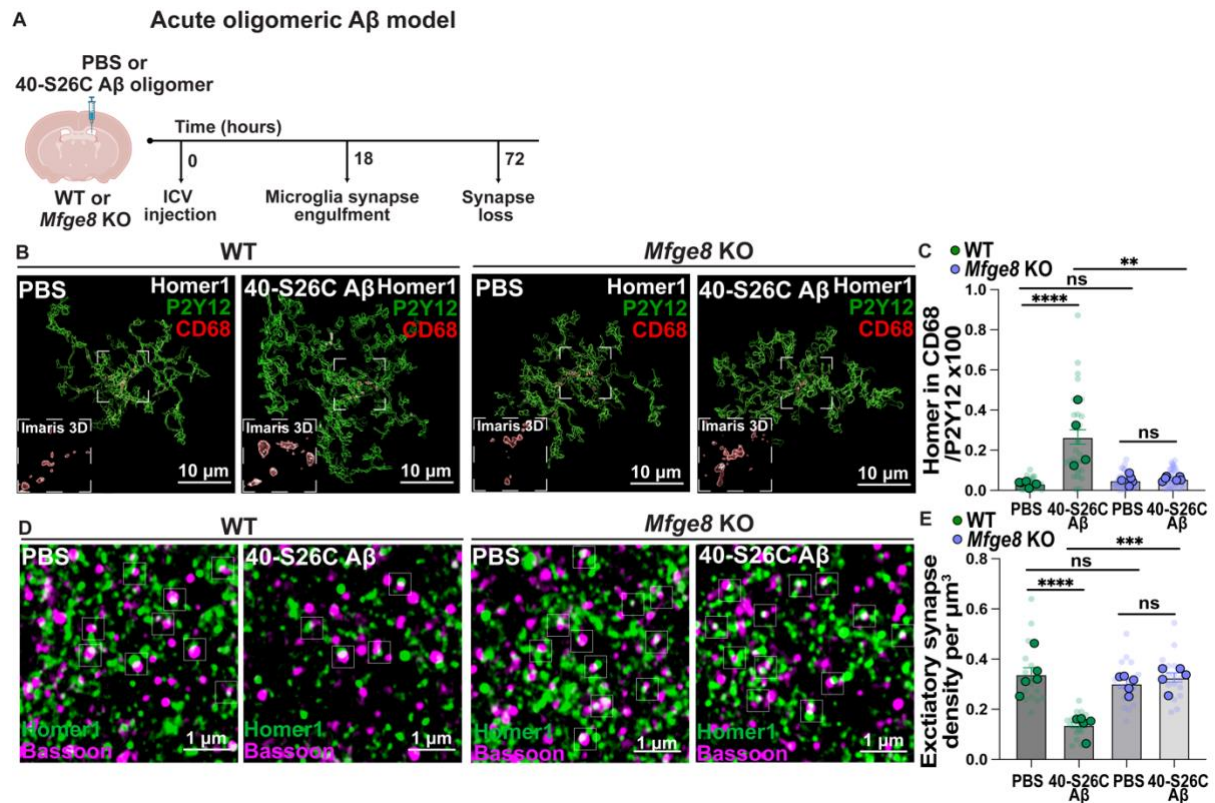 A
Acute oligomeric Aβ model
PBS or
40-S26C Aβ oligomer
WT or
Mfge8 KO
Time (hours)
0
18
72
ICV
injection
Microglia synapse
engulfment
Synapse
loss
B
WT
Mfge8 KO
PBS
Homer1
P2Y12
CD68
Imaris 3D
10 µm
40-S26C Aβ
Homer1
P2Y12
CD68
Imaris 3D
10 µm
PBS
Homer1
P2Y12
CD68
Imaris 3D
10 µm
40-S26C Aβ
Homer1
P2Y12
CD68
Imaris 3D
10 µm
C
WT
Mfge8 KO
**
ns
****
ns
Homer in CD68
/P2Y12 x100
1.0
0.8
0.6
0.4
0.2
0.0
PBS
40-S26C
Aβ
PBS
40-S26C
Aβ
D
WT
Mfge8 KO
PBS
Homer1
Bassoon
1 µm
40-S26C Aβ
Homer1
Bassoon
1 µm
PBS
Homer1
Bassoon
1 µm
40-S26C Aβ
Homer1
Bassoon
1 µm
E
WT
Mfge8 KO
***
ns
****
ns
Exctiatory synapse
density per µm³
0.8
0.6
0.4
0.2
0.0
PBS
40-S26C
Aβ
PBS
40-S26C
Aβ